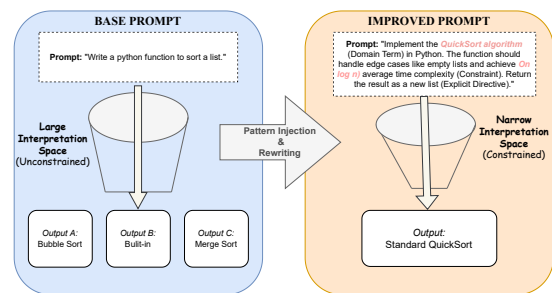 BASE PROMPT
Prompt: "Write a python function to sort a list."
Large
Interpretation
Space
(Unconstrained)
Output A:
Bubble Sort
Output B:
Bulit-in
Output C:
Merge Sort
Pattern Injection
&
Rewriting
IMPROVED PROMPT
Prompt: "Implement the QuickSort algorithm
(Domain Term) in Python. The function should
handle edge cases like empty lists and achieve On
log n) average time complexity (Constraint). Return
the result as a new list (Explicit Directive)."
Narrow
Interpretation
Space
(Constrained)
Output:
Standard QuickSort